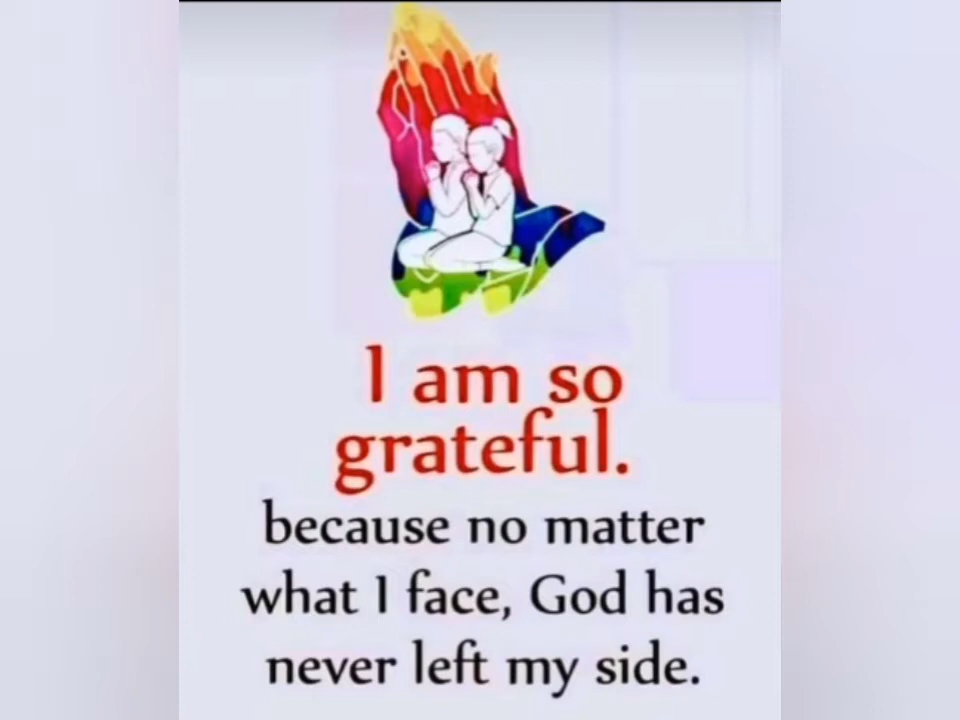 I am so
grateful.
because no matter
what I face, God has
never left my side.